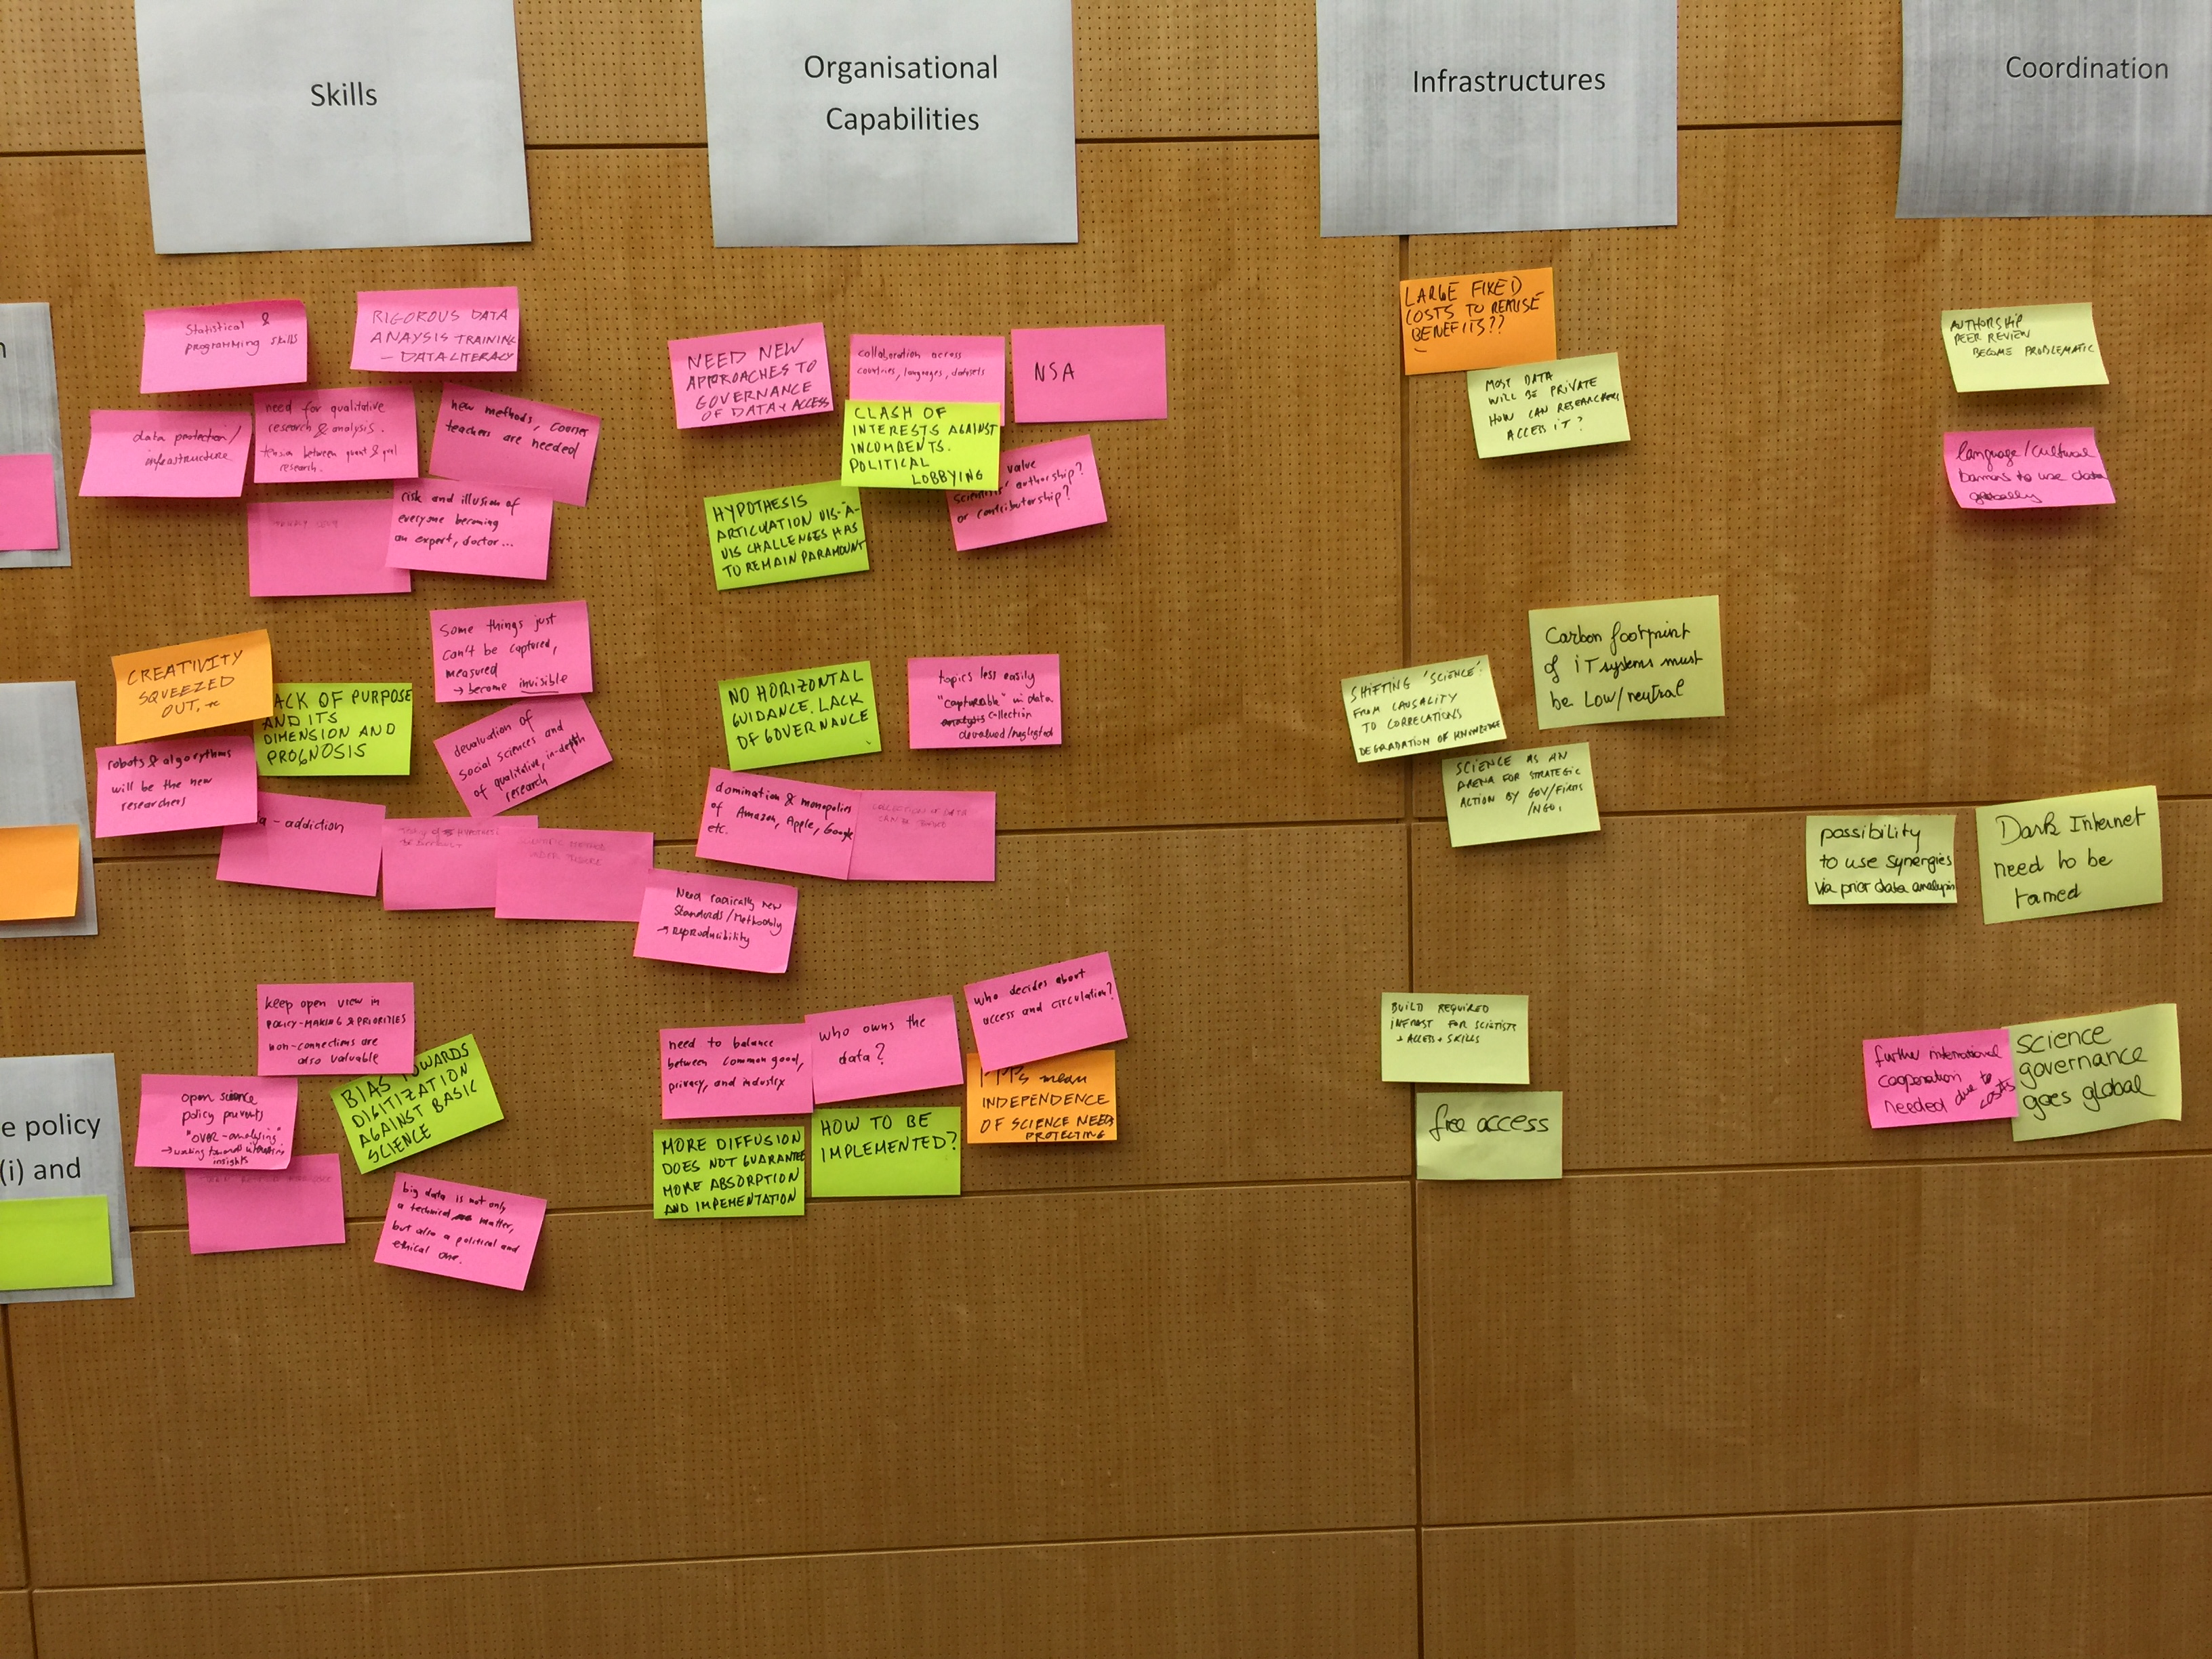 Skills
Organisational
Capabilities
Infrastructures
Coordination
n
e policy
(i) and
Statistical &
programming skills
RIGOROUS DATA
ANAYSIS TRAINING
– DATA LITERACY
data protection/
infrastructure
need for qualitative
research & analysis.
tension between quant & qual
research.
new methods, courses
teachers are needed
risk and illusion of
everyone becoming
an expert, doctor...
NEED NEW
APPROACHES TO
GOVERNANCE
OF DATA + ACCESS
collaboration across
countries, languages, datasets
NSA
CLASH OF
INTERESTS AGAINST
INCUMBENTS.
POLITICAL
LOBBYING
value
scientists' authorship?
or contributorship?
HYPOTHESIS
ARTICULATION VIS-À-
VIS CHALLENGES HAS
TO REMAIN PARAMOUNT
LARGE FIXED
COSTS TO REALISE
BENEFITS??
MOST DATA
WILL BE PRIVATE
HOW CAN RESEARCHERS
ACCESS IT?
AUTHORSHIP
PEER REVIEW
BECOME PROBLEMATIC
language/cultural
barriers to use data
globally
CREATIVITY
SQUEEZED
OUT,
ACK OF PURPOSE
AND ITS
DIMENSION AND
PROGNOSIS
Some things just
can't be captured,
measured
→ become invisible
robots & algorythms
will be the new
researchers
devaluation of
social sciences and
of qualitative, in-depth
research
a-addiction
SCIENTIFIC METHOD
Need radically new
Standards/Methodology
→ reproducibility
NO HORIZONTAL
GUIDANCE. LACK
OF GOVERNANCE
topics less easily
"capturable" in data
analysis collection
devalued/neglected
domination & monopolies
of Amazon, Apple, Google
etc.
COLLECTION OF DATA
CAN BE
SHIFTING 'SCIENCE':
FROM CAUSALITY
TO CORRELATIONS
DEGRADATION OF KNOWLEDGE
Carbon footprint
of iT systems must
be Low/neutral
SCIENCE AS AN
ARENA FOR STRATEGIC
ACTION BY GOV/FIRMS
/NGO,
possibility
to use synergies
via prior data analysis
Dark Internet
need to be
tamed
keep open view in
POLICY-MAKING & PRIORITIES
non-connections are
also valuable
open science
policy prevents
"over-analysing"
→ working towards interesting
insights
BIAS TOWARDS
DIGITIZATION
AGAINST BASIC
SCIENCE
big data is not only
a technical matter,
but also a political and
ethical one.
need to balance
between common good,
privacy, and industry
who owns the
data?
who decides about
access and circulation?
PPPs mean
INDEPENDENCE
OF SCIENCE NEEDS
PROTECTING
MORE DIFFUSION
DOES NOT GUARANTEE
MORE ABSORPTION
AND IMPEMENTATION
HOW TO BE
IMPLEMENTED?
BUILD REQUIRED
INFRAST FOR SCIETISTS
+ ACCESS + SKILLS
free access
further international
cooperation
needed due to
costs
science
governance
goes global